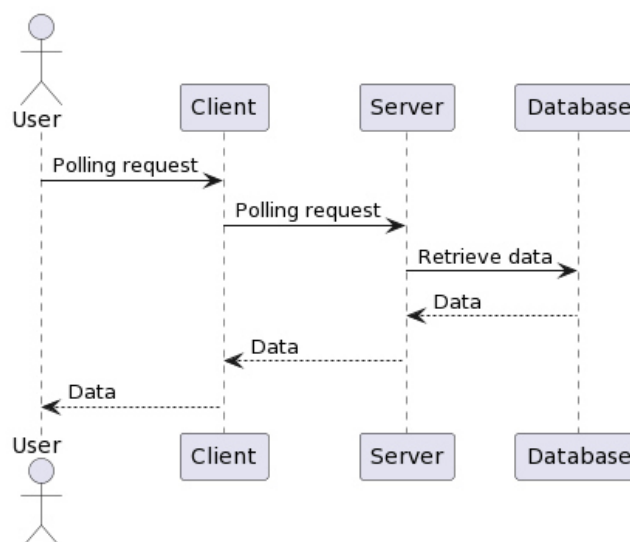 User
Client
Server
Database
Polling request
Polling request
Retrieve data
Data
Data
Data
User
Client
Server
Database